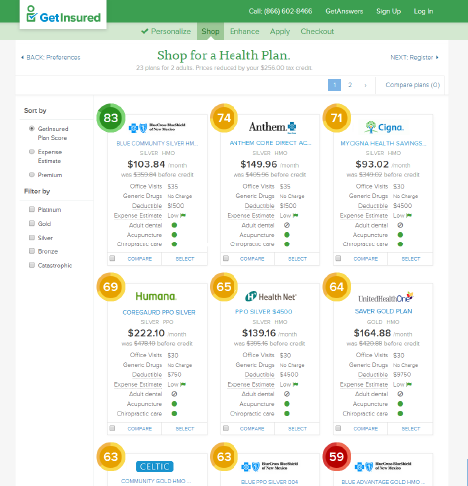 GetInsured
Call: (866) 602-8466 GetAnswers Sign Up Log In
Personalize Shop Enhance Apply Checkout
BACK: Preferences
Shop for a Health Plan.
NEXT: Register
23 plans for 2 adults. Prices reduced by your $256.00 tax credit.
1 2 › Compare plans (0)
Sort by
GetInsured Plan Score
Expense Estimate
Premium
Filter by
Platinum
Gold
Silver
Bronze
Catastrophic
83
BlueCross BlueShield of New Mexico
BLUE COMMUNITY SILVER HM...
SILVER HMO
$103.84 /month
was $359.84 before credit
Office Visits $35
Generic Drugs No Charge
Deductible $1500
Expense Estimate Low
Adult dental
Acupuncture
Chiropractic care
COMPARE SELECT
74
Anthem.
ANTHEM CORE DIRECT AC...
SILVER HMO
$149.96 /month
was $405.96 before credit
Office Visits $35
Generic Drugs No Charge
Deductible $1500
Expense Estimate Low
Adult dental
Acupuncture
Chiropractic care
COMPARE SELECT
71
Cigna.
MYCIGNA HEALTH SAVINGS...
SILVER HMO
$93.02 /month
was $349.02 before credit
Office Visits $30
Generic Drugs No Charge
Deductible $4500
Expense Estimate Low
Adult dental
Acupuncture
Chiropractic care
COMPARE SELECT
69
Humana.
COREGAURD PPO SILVER
SILVER PPO
$222.10 /month
was $478.10 before credit
Office Visits $30
Generic Drugs No Charge
Deductible $750
Expense Estimate Low
Adult dental
Acupuncture
Chiropractic care
COMPARE SELECT
65
Health Net
PPO SILVER $4500
SILVER HMO
$139.16 /month
was $395.16 before credit
Office Visits $30
Generic Drugs No Charge
Deductible $4500
Expense Estimate Low
Adult dental
Acupuncture
Chiropractic care
COMPARE SELECT
64
UnitedHealthOne
SAVER GOLD PLAN
GOLD HMO
$164.88 /month
was $420.88 before credit
Office Visits $30
Generic Drugs No Charge
Deductible $9750
Expense Estimate Low
Adult dental
Acupuncture
Chiropractic care
COMPARE SELECT
63
CELTIC
COMMUNITY GOLD HMO ...
63
BlueCross BlueShield of New Mexico
BLUE PPO SILVER 004
59
BlueCross BlueShield of New Mexico
BLUE ADVANTAGE GOLD HMO ...